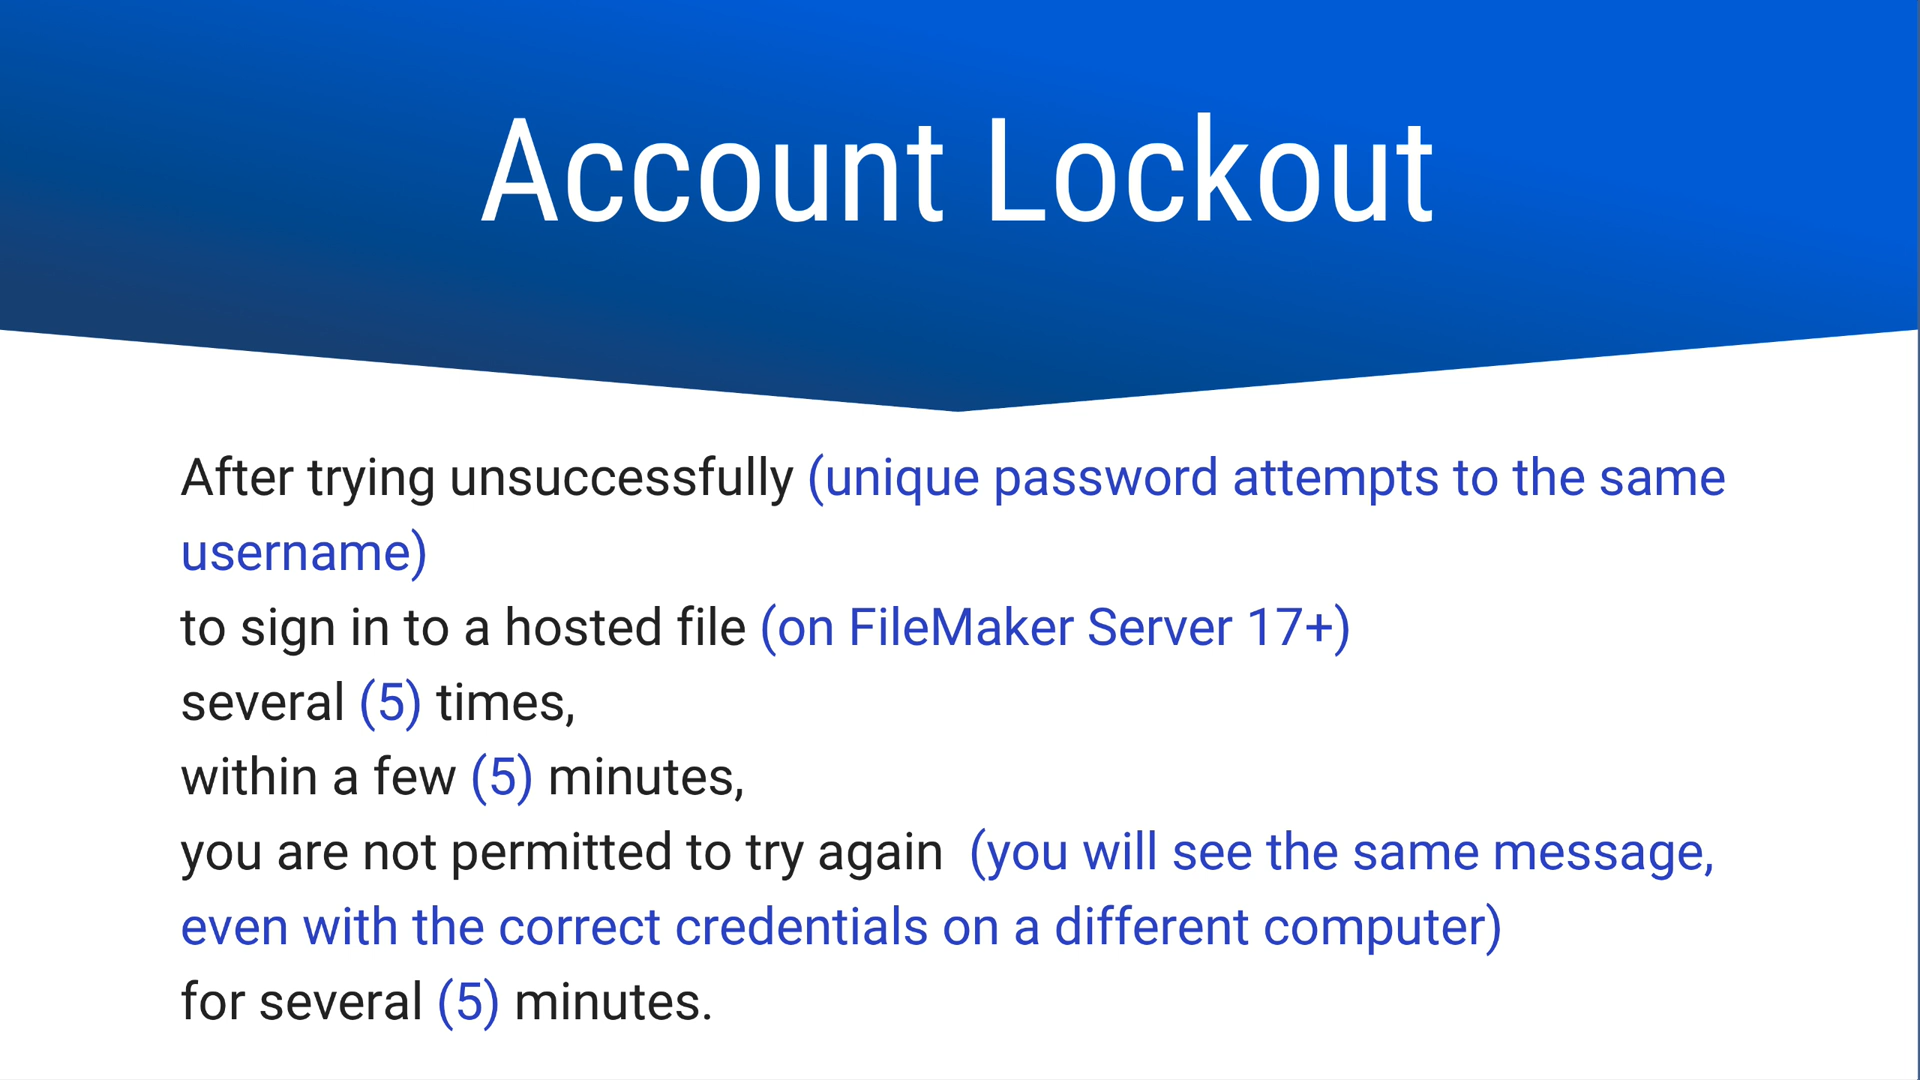 Account Lockout
After trying unsuccessfully (unique password attempts to the same
username)
to sign in to a hosted file (on FileMaker Server 17+)
several (5) times,
within a few (5) minutes,
you are not permitted to try again  (you will see the same message,
even with the correct credentials on a different computer)
for several (5) minutes.